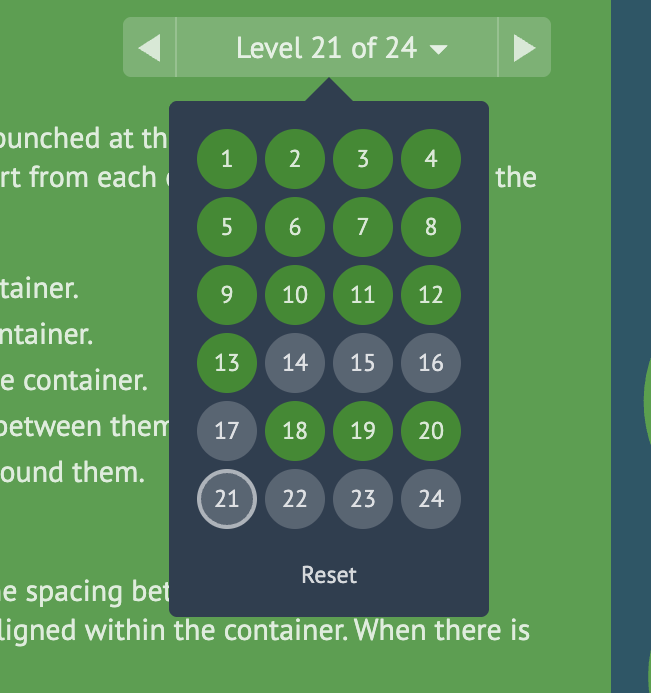 Level 21 of 24
punched at th
rt from each the
1 2 3 4
5 6 7 8
tainer.
9 10 11 12
ntainer.
13 14 15 16
e container.
between them
17 18 19 20
ound them.
21 22 23 24
Reset
he spacing bet
ligned within the container. When there is